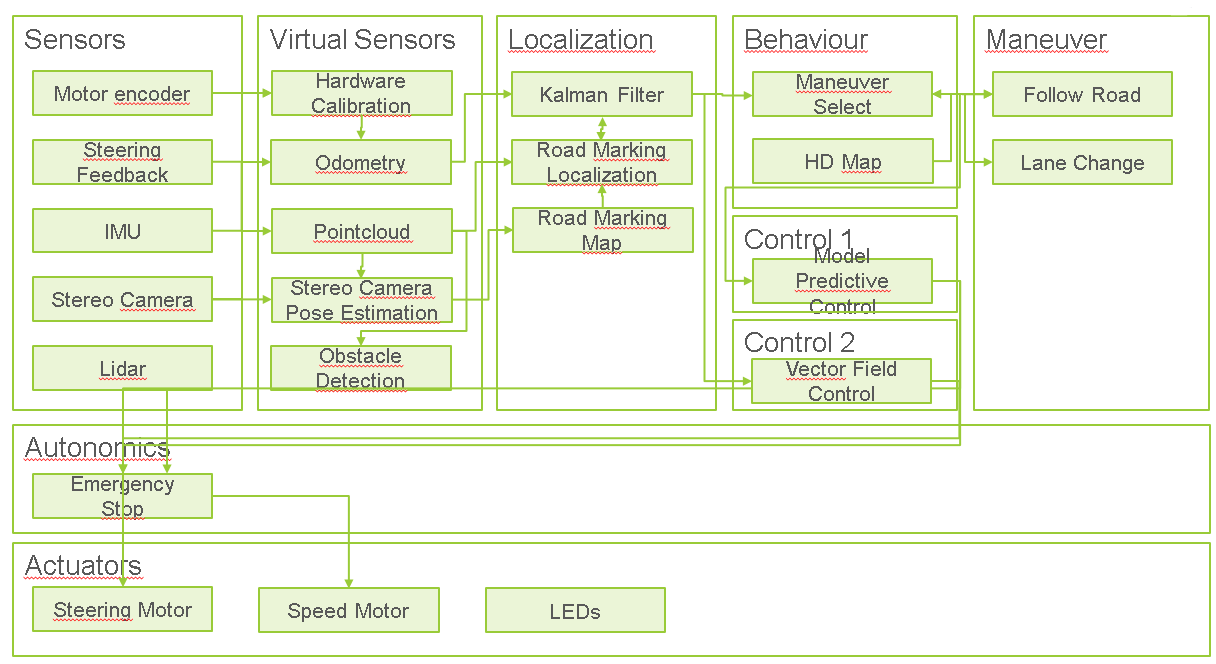 Sensors
Motor encoder
Steering
Feedback
IMU
Stereo Camera
Lidar
Virtual Sensors
Hardware
Calibration
Odometry
Pointcloud
Stereo Camera
Pose Estimation
Obstacle
Detection
Localization
Kalman Filter
Road Marking
Localization
Road Marking
Map
Behaviour
Maneuver
Select
HD Map
Control 1
Model
Predictive
Control
Control 2
Vector Field
Control
Maneuver
Follow Road
Lane Change
Autonomics
Emergency
Stop
Actuators
Steering Motor
Speed Motor
LEDs